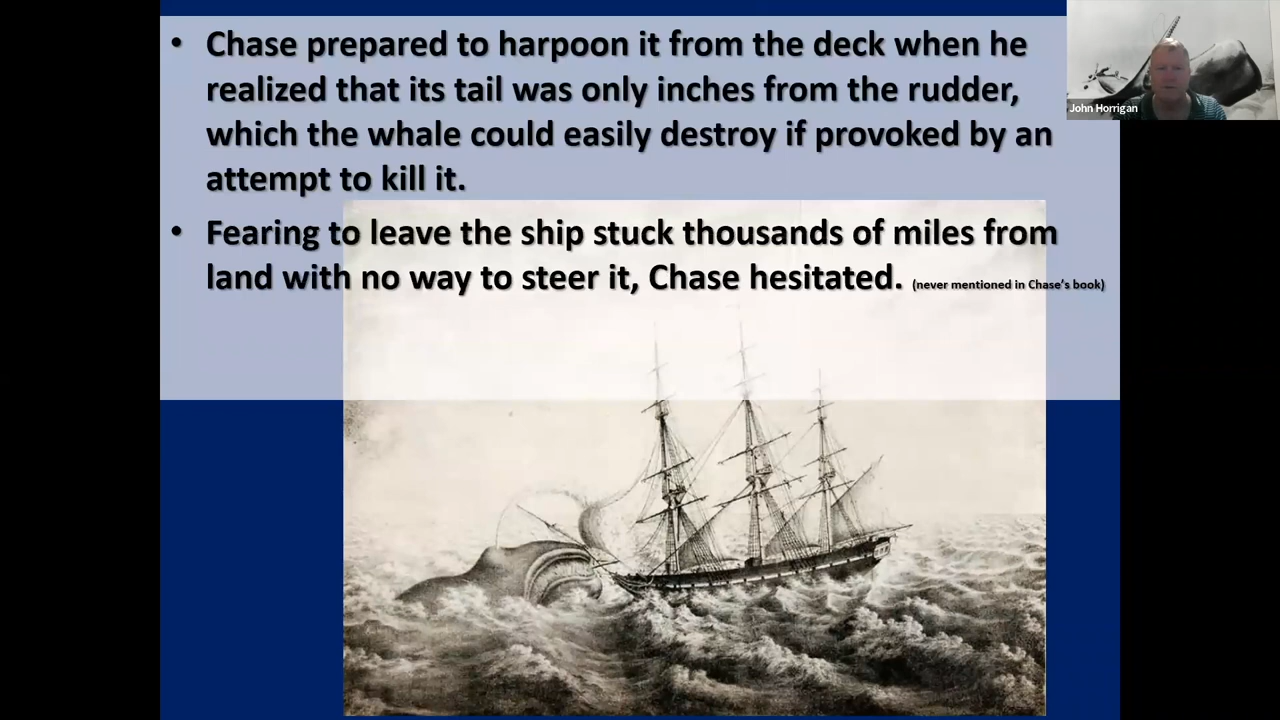 • Chase prepared to harpoon it from the deck when he
realized that its tail was only inches from the rudder,
which the whale could easily destroy if provoked by an
attempt to kill it.
• Fearing to leave the ship stuck thousands of miles from
land with no way to steer it, Chase hesitated. (never mentioned in Chase's book)
John Horrigan